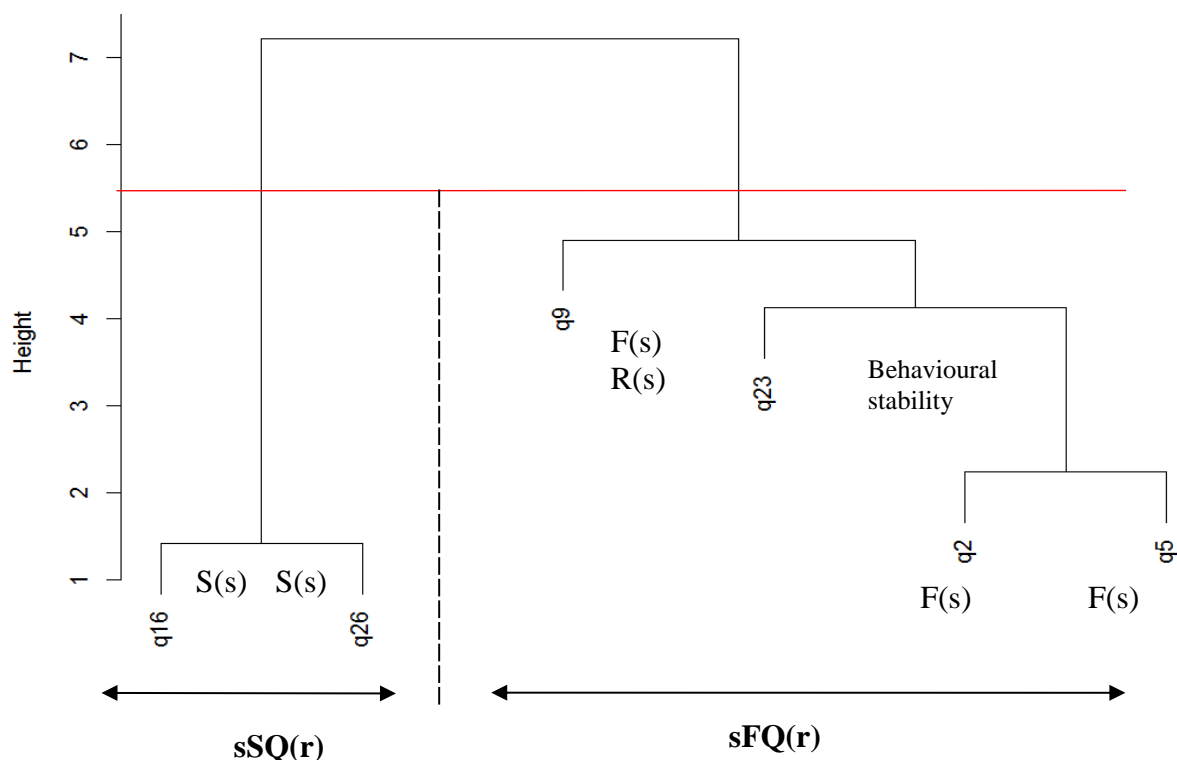 7
6
5
4
3
2
1
Height
q9
F(s)
R(s)
q23
Behavioural
stability
q2
q5
F(s) F(s)
S(s) S(s)
q16
q26
sSQ(r)
sFQ(r)